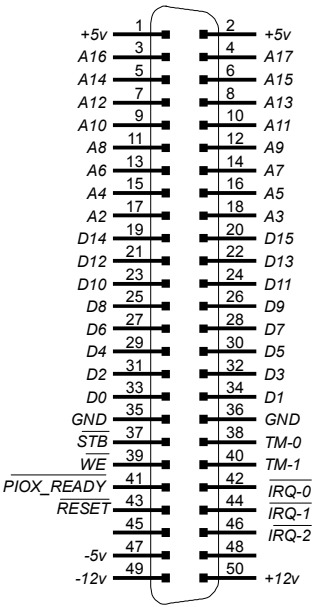 +5v 1 2 +5v
A16 3 4 A17
A14 5 6 A15
A12 7 8 A13
A10 9 10 A11
A8 11 12 A9
A6 13 14 A7
A4 15 16 A5
A2 17 18 A3
D14 19 20 D15
D12 21 22 D13
D10 23 24 D11
D8 25 26 D9
D6 27 28 D7
D4 29 30 D5
D2 31 32 D3
D0 33 34 D1
GND 35 36 GND
STB 37 38 TM-0
WE 39 40 TM-1
PIOX_READY 41 42 IRQ-0
RESET 43 44 IRQ-1
45 46 IRQ-2
-5v 47 48
-12v 49 50 +12v